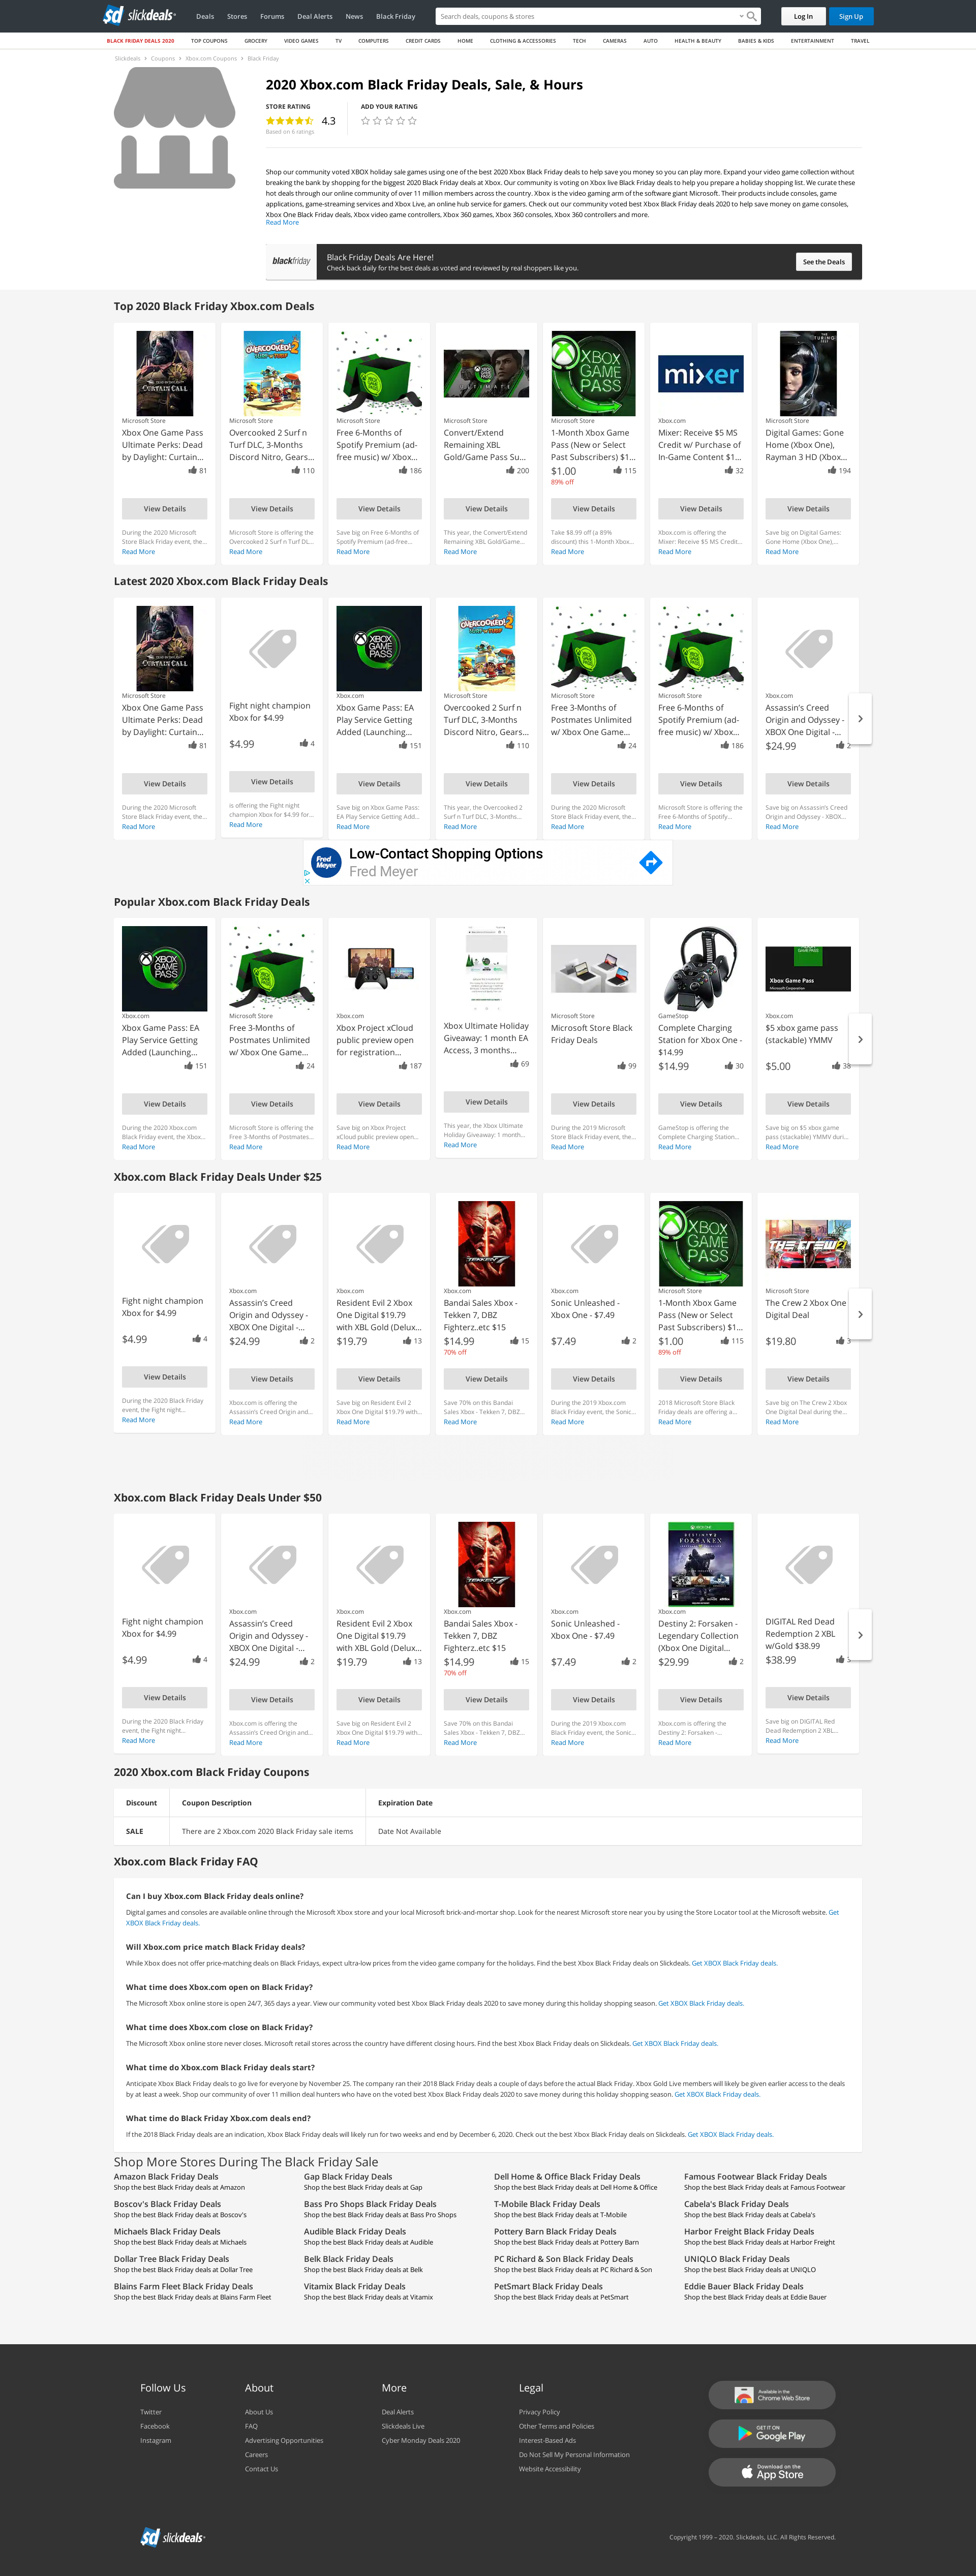 slickdeals
Deals Stores Forums Deal Alerts News Black Friday
Search deals, coupons & stores
Log In
Sign Up
BLACK FRIDAY DEALS 2020 TOP COUPONS GROCERY VIDEO GAMES TV COMPUTERS CREDIT CARDS HOME CLOTHING & ACCESSORIES TECH CAMERAS AUTO HEALTH & BEAUTY BABIES & KIDS ENTERTAINMENT TRAVEL
Slickdeals Coupons Xbox.com Coupons Black Friday
2020 Xbox.com Black Friday Deals, Sale, & Hours
STORE RATING
4.3
Based on 6 ratings
ADD YOUR RATING
Shop our community voted XBOX holiday sale games using one of the best 2020 Xbox Black Friday deals to help save you money so you can play more. Expand your video game collection without
breaking the bank by shopping for the biggest 2020 Black Friday deals at Xbox. Our community is voting on Xbox live Black Friday deals to help you prepare a holiday shopping list. We curate these
hot deals through our online community of over 11 million members across the country. Xbox is the video gaming arm of the software giant Microsoft. Their products include consoles, game
applications, game-streaming services and Xbox Live, an online hub service for gamers. Check out our community voted best Xbox Black Friday deals 2020 to help save money on game consoles,
Xbox One Black Friday deals, Xbox video game controllers, Xbox 360 games, Xbox 360 consoles, Xbox 360 controllers and more.
Read More
blackfriday
Black Friday Deals Are Here!
Check back daily for the best deals as voted and reviewed by real shoppers like you.
See the Deals
Top 2020 Black Friday Xbox.com Deals
CURTAIN CALL
Microsoft Store
Xbox One Game Pass
Ultimate Perks: Dead
by Daylight: Curtain...
81
View Details
During the 2020 Microsoft
Store Black Friday event, the...
Read More
OVERCOOKED! 2
Microsoft Store
Overcooked 2 Surf n
Turf DLC, 3-Months
Discord Nitro, Gears...
110
View Details
Microsoft Store is offering the
Overcooked 2 Surf n Turf DL...
Read More
Microsoft Store
Free 6-Months of
Spotify Premium (ad-
free music) w/ Xbox...
186
View Details
Save big on Free 6-Months of
Spotify Premium (ad-free...
Read More
Microsoft Store
Convert/Extend
Remaining XBL
Gold/Game Pass Su...
200
View Details
This year, the Convert/Extend
Remaining XBL Gold/Game...
Read More
XBOX
GAME
PASS
Microsoft Store
1-Month Xbox Game
Pass (New or Select
Past Subscribers) $1...
$1.00
115
89% off
View Details
Take $8.99 off (a 89%
discount) this 1-Month Xbox...
Read More
mixer
Xbox.com
Mixer: Receive $5 MS
Credit w/ Purchase of
In-Game Content $1...
32
View Details
Xbox.com is offering the
Mixer: Receive $5 MS Credit...
Read More
THE TURING
Microsoft Store
Digital Games: Gone
Home (Xbox One),
Rayman 3 HD (Xbox...
194
View Details
Save big on Digital Games:
Gone Home (Xbox One),...
Read More
Latest 2020 Xbox.com Black Friday Deals
CURTAIN CALL
Microsoft Store
Xbox One Game Pass
Ultimate Perks: Dead
by Daylight: Curtain...
81
View Details
During the 2020 Microsoft
Store Black Friday event, the...
Read More
Fight night champion
Xbox for $4.99
$4.99
4
View Details
is offering the Fight night
champion Xbox for $4.99 for...
Read More
XBOX
GAME PASS
Xbox.com
Xbox Game Pass: EA
Play Service Getting
Added (Launching...
151
View Details
Save big on Xbox Game Pass:
EA Play Service Getting Add...
Read More
OVERCOOKED! 2
Microsoft Store
Overcooked 2 Surf n
Turf DLC, 3-Months
Discord Nitro, Gears...
110
View Details
This year, the Overcooked 2
Surf n Turf DLC, 3-Months...
Read More
Microsoft Store
Free 3-Months of
Postmates Unlimited
w/ Xbox One Game...
24
View Details
During the 2020 Microsoft
Store Black Friday event, the...
Read More
Microsoft Store
Free 6-Months of
Spotify Premium (ad-
free music) w/ Xbox...
186
View Details
Microsoft Store is offering the
Free 6-Months of Spotify...
Read More
Xbox.com
Assassin's Creed
Origin and Odyssey -
XBOX One Digital -...
$24.99
2
View Details
Save big on Assassin's Creed
Origin and Odyssey - XBOX...
Read More
Fred Meyer
Low-Contact Shopping Options
Fred Meyer
Popular Xbox.com Black Friday Deals
XBOX
GAME PASS
Xbox.com
Xbox Game Pass: EA
Play Service Getting
Added (Launching...
151
View Details
During the 2020 Xbox.com
Black Friday event, the Xbox...
Read More
Microsoft Store
Free 3-Months of
Postmates Unlimited
w/ Xbox One Game...
24
View Details
Microsoft Store is offering the
Free 3-Months of Postmates...
Read More
Xbox.com
Xbox Project xCloud
public preview open
for registration...
187
View Details
Save big on Xbox Project
xCloud public preview open...
Read More
Xbox Ultimate Holiday
Giveaway: 1 month EA
Access, 3 months...
69
View Details
This year, the Xbox Ultimate
Holiday Giveaway: 1 month...
Read More
Microsoft Store
Microsoft Store Black
Friday Deals
99
View Details
During the 2019 Microsoft
Store Black Friday event, the...
Read More
GameStop
Complete Charging
Station for Xbox One -
$14.99
$14.99
30
View Details
GameStop is offering the
Complete Charging Station...
Read More
Xbox Game Pass
Microsoft Corporation
Xbox.com
$5 xbox game pass
(stackable) YMMV
$5.00
38
View Details
Save big on $5 xbox game
pass (stackable) YMMV duri...
Read More
Xbox.com Black Friday Deals Under $25
Fight night champion
Xbox for $4.99
$4.99
4
View Details
During the 2020 Black Friday
event, the Fight night...
Read More
Xbox.com
Assassin's Creed
Origin and Odyssey -
XBOX One Digital -...
$24.99
2
View Details
Xbox.com is offering the
Assassin's Creed Origin and...
Read More
Xbox.com
Resident Evil 2 Xbox
One Digital $19.79
with XBL Gold (Delux...
$19.79
13
View Details
Save big on Resident Evil 2
Xbox One Digital $19.79 with...
Read More
TEKKEN 7
Xbox.com
Bandai Sales Xbox -
Tekken 7, DBZ
Fighterz..etc $15
$14.99
15
70% off
View Details
Save 70% on this Bandai
Sales Xbox - Tekken 7, DBZ...
Read More
Xbox.com
Sonic Unleashed -
Xbox One - $7.49
$7.49
2
View Details
During the 2019 Xbox.com
Black Friday event, the Sonic...
Read More
XBOX
GAME
PASS
Microsoft Store
1-Month Xbox Game
Pass (New or Select
Past Subscribers) $1...
$1.00
115
89% off
View Details
2018 Microsoft Store Black
Friday deals are offering a...
Read More
THE CREW 2
Microsoft Store
The Crew 2 Xbox One
Digital Deal
$19.80
3
View Details
Save big on The Crew 2 Xbox
One Digital Deal during the...
Read More
Xbox.com Black Friday Deals Under $50
Fight night champion
Xbox for $4.99
$4.99
4
View Details
During the 2020 Black Friday
event, the Fight night...
Read More
Xbox.com
Assassin's Creed
Origin and Odyssey -
XBOX One Digital -...
$24.99
2
View Details
Xbox.com is offering the
Assassin's Creed Origin and...
Read More
Xbox.com
Resident Evil 2 Xbox
One Digital $19.79
with XBL Gold (Delux...
$19.79
13
View Details
Save big on Resident Evil 2
Xbox One Digital $19.79 with...
Read More
TEKKEN 7
Xbox.com
Bandai Sales Xbox -
Tekken 7, DBZ
Fighterz..etc $15
$14.99
15
70% off
View Details
Save 70% on this Bandai
Sales Xbox - Tekken 7, DBZ...
Read More
Xbox.com
Sonic Unleashed -
Xbox One - $7.49
$7.49
2
View Details
During the 2019 Xbox.com
Black Friday event, the Sonic...
Read More
FORSAKEN
Xbox.com
Destiny 2: Forsaken -
Legendary Collection
(Xbox One Digital...
$29.99
2
View Details
Xbox.com is offering the
Destiny 2: Forsaken -...
Read More
DIGITAL Red Dead
Redemption 2 XBL
w/Gold $38.99
$38.99
3
View Details
Save big on DIGITAL Red
Dead Redemption 2 XBL...
Read More
2020 Xbox.com Black Friday Coupons
Discount Coupon Description Expiration Date
SALE There are 2 Xbox.com 2020 Black Friday sale items Date Not Available
Xbox.com Black Friday FAQ
Can I buy Xbox.com Black Friday deals online?
Digital games and consoles are available online through the Microsoft Xbox store and your local Microsoft brick-and-mortar shop. Look for the nearest Microsoft store near you by using the Store Locator tool at the Microsoft website. Get
XBOX Black Friday deals.
Will Xbox.com price match Black Friday deals?
While Xbox does not offer price-matching deals on Black Fridays, expect ultra-low prices from the video game company for the holidays. Find the best Xbox Black Friday deals on Slickdeals. Get XBOX Black Friday deals.
What time does Xbox.com open on Black Friday?
The Microsoft Xbox online store is open 24/7, 365 days a year. View our community voted best Xbox Black Friday deals 2020 to save money during this holiday shopping season. Get XBOX Black Friday deals.
What time does Xbox.com close on Black Friday?
The Microsoft Xbox online store never closes. Microsoft retail stores across the country have different closing hours. Find the best Xbox Black Friday deals on Slickdeals. Get XBOX Black Friday deals.
What time do Xbox.com Black Friday deals start?
Anticipate Xbox Black Friday deals to go live for everyone by November 25. The company ran their 2018 Black Friday deals a couple of days before the actual Black Friday. Xbox Gold Live members will likely be given earlier access to the deals
by at least a week. Shop our community of over 11 million deal hunters who have on the voted best Xbox Black Friday deals 2020 to save money during this holiday shopping season. Get XBOX Black Friday deals.
What time do Black Friday Xbox.com deals end?
If the 2018 Black Friday deals are an indication, Xbox Black Friday deals will likely run for two weeks and end by December 6, 2020. Check out the best Xbox Black Friday deals on Slickdeals. Get XBOX Black Friday deals.
Shop More Stores During The Black Friday Sale
Amazon Black Friday Deals
Shop the best Black Friday deals at Amazon
Gap Black Friday Deals
Shop the best Black Friday deals at Gap
Dell Home & Office Black Friday Deals
Shop the best Black Friday deals at Dell Home & Office
Famous Footwear Black Friday Deals
Shop the best Black Friday deals at Famous Footwear
Boscov's Black Friday Deals
Shop the best Black Friday deals at Boscov's
Bass Pro Shops Black Friday Deals
Shop the best Black Friday deals at Bass Pro Shops
T-Mobile Black Friday Deals
Shop the best Black Friday deals at T-Mobile
Cabela's Black Friday Deals
Shop the best Black Friday deals at Cabela's
Michaels Black Friday Deals
Shop the best Black Friday deals at Michaels
Audible Black Friday Deals
Shop the best Black Friday deals at Audible
Pottery Barn Black Friday Deals
Shop the best Black Friday deals at Pottery Barn
Harbor Freight Black Friday Deals
Shop the best Black Friday deals at Harbor Freight
Dollar Tree Black Friday Deals
Shop the best Black Friday deals at Dollar Tree
Belk Black Friday Deals
Shop the best Black Friday deals at Belk
PC Richard & Son Black Friday Deals
Shop the best Black Friday deals at PC Richard & Son
UNIQLO Black Friday Deals
Shop the best Black Friday deals at UNIQLO
Blains Farm Fleet Black Friday Deals
Shop the best Black Friday deals at Blains Farm Fleet
Vitamix Black Friday Deals
Shop the best Black Friday deals at Vitamix
PetSmart Black Friday Deals
Shop the best Black Friday deals at PetSmart
Eddie Bauer Black Friday Deals
Shop the best Black Friday deals at Eddie Bauer
Follow Us
Twitter
Facebook
Instagram
About
About Us
FAQ
Advertising Opportunities
Careers
Contact Us
More
Deal Alerts
Slickdeals Live
Cyber Monday Deals 2020
Legal
Privacy Policy
Other Terms and Policies
Interest-Based Ads
Do Not Sell My Personal Information
Website Accessibility
Available in the
Chrome Web Store
GET IT ON
Google Play
Download on the
App Store
slickdeals
Copyright 1999 – 2020. Slickdeals, LLC. All Rights Reserved.